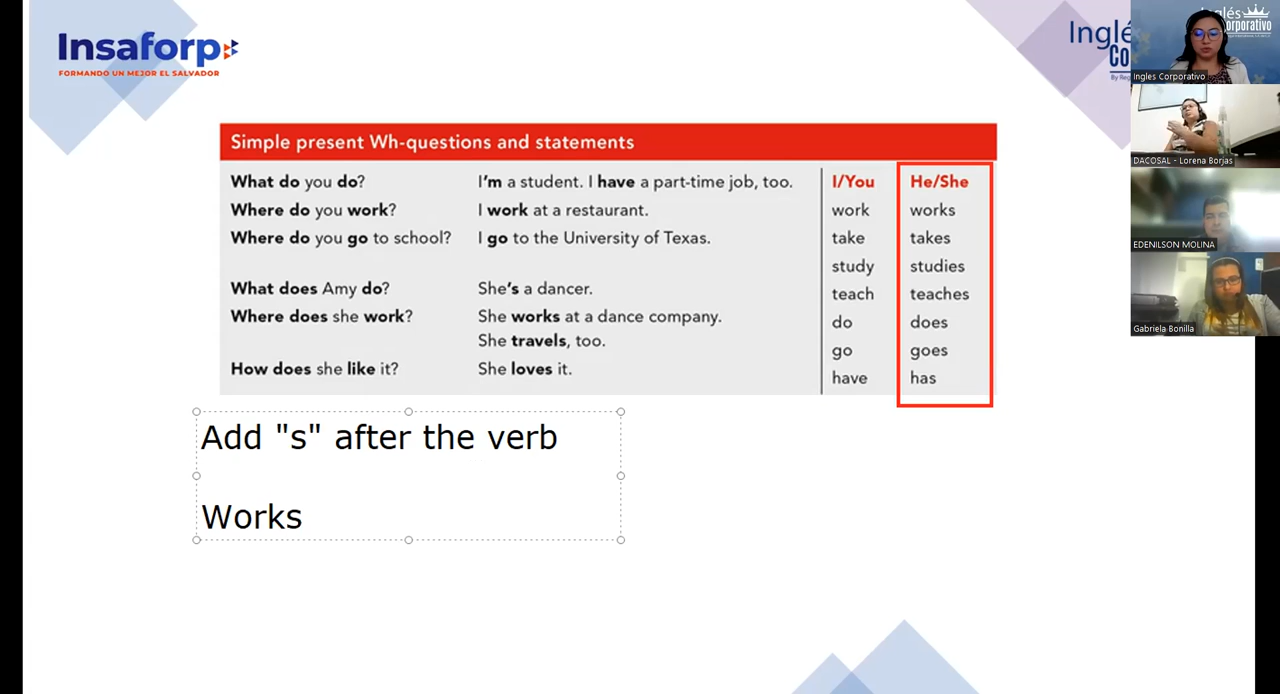 Insaforp
FORMANDO UN MEJOR EL SALVADOR
Simple present Wh-questions and statements
What do you do? I'm a student. I have a part-time job, too. I/You He/She
Where do you work? I work at a restaurant. work works
Where do you go to school? I go to the University of Texas. take takes
study studies
What does Amy do? She's a dancer. teach teaches
Where does she work? She works at a dance company. do does
She travels, too. go goes
How does she like it? She loves it. have has
Add "s" after the verb
Works
Ingles Corporativo
DACOSAL - Lorena Borjas
EDENILSON MOLINA
Gabriela Bonilla